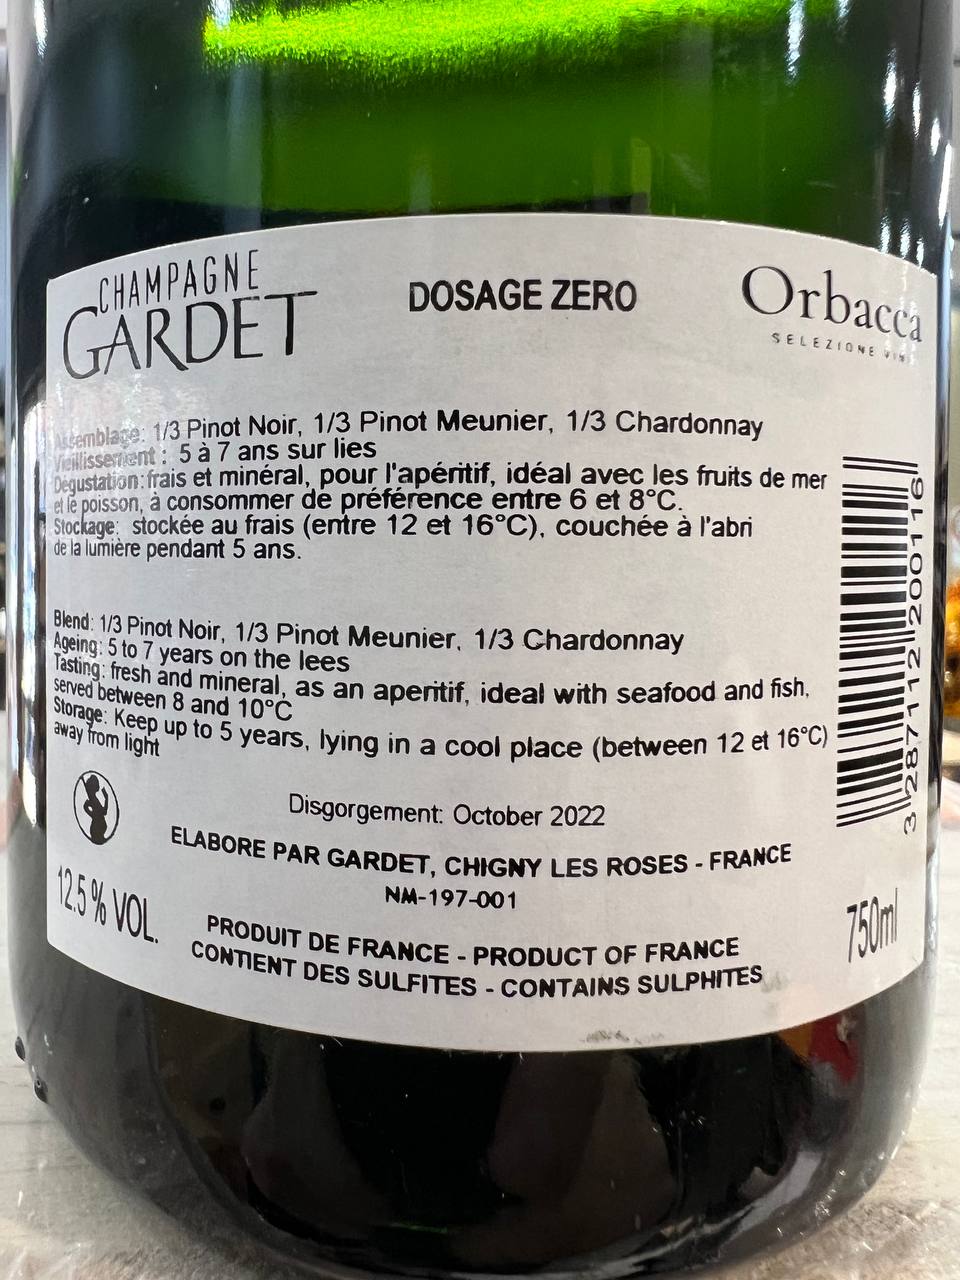 CHAMPAGNE
GARDET
DOSAGE ZERO
Orbacca
SELEZIONE VINI
Assemblage: 1/3 Pinot Noir, 1/3 Pinot Meunier, 1/3 Chardonnay
Vieillissement : 5 à 7 ans sur lies
Dégustation : frais et minéral, pour l'apéritif, idéal avec les fruits de mer
et le poisson, à consommer de préférence entre 6 et 8°C.
Stockage: stockée au frais (entre 12 et 16°C), couchée à l'abri
de la lumière pendant 5 ans.
Blend: 1/3 Pinot Noir, 1/3 Pinot Meunier, 1/3 Chardonnay
Ageing: 5 to 7 years on the lees
Tasting: fresh and mineral, as an aperitif, ideal with seafood and fish,
served between 8 and 10°C
Storage: Keep up to 5 years, lying in a cool place (between 12 et 16°C)
away from light
3 287112 200116
Disgorgement: October 2022
ELABORE PAR GARDET, CHIGNY LES ROSES - FRANCE
NM-197-001
12.5 % VOL.
750ml
PRODUIT DE FRANCE - PRODUCT OF FRANCE
CONTIENT DES SULFITES - CONTAINS SULPHITES